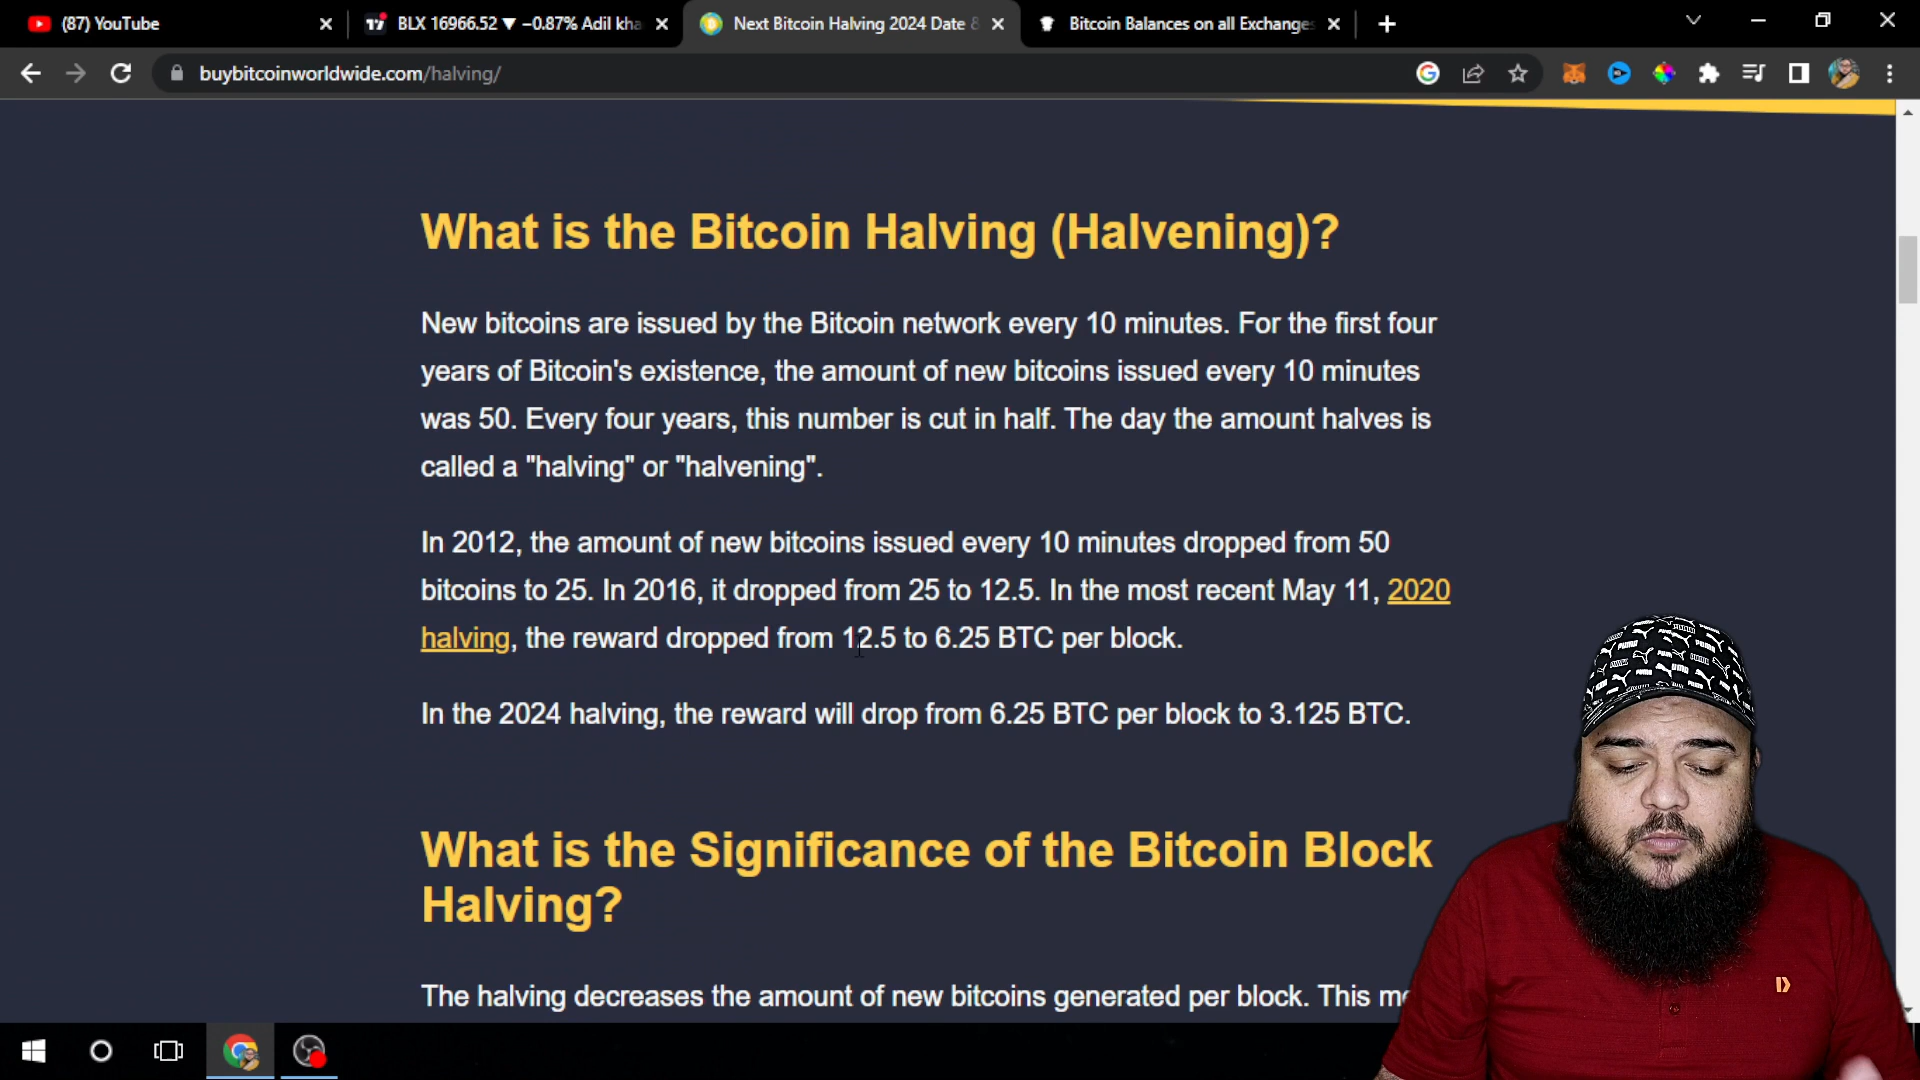 (87) YouTube
BLX 16966.52 ▼ −0.87% Adil kha
Next Bitcoin Halving 2024 Date &
Bitcoin Balances on all Exchanges
buybitcoinworldwide.com/halving/
What is the Bitcoin Halving (Halvening)?
New bitcoins are issued by the Bitcoin network every 10 minutes. For the first four
years of Bitcoin's existence, the amount of new bitcoins issued every 10 minutes
was 50. Every four years, this number is cut in half. The day the amount halves is
called a "halving" or "halvening".
In 2012, the amount of new bitcoins issued every 10 minutes dropped from 50
bitcoins to 25. In 2016, it dropped from 25 to 12.5. In the most recent May 11, 2020
halving, the reward dropped from 12.5 to 6.25 BTC per block.
In the 2024 halving, the reward will drop from 6.25 BTC per block to 3.125 BTC.
What is the Significance of the Bitcoin Block
Halving?
The halving decreases the amount of new bitcoins generated per block. This